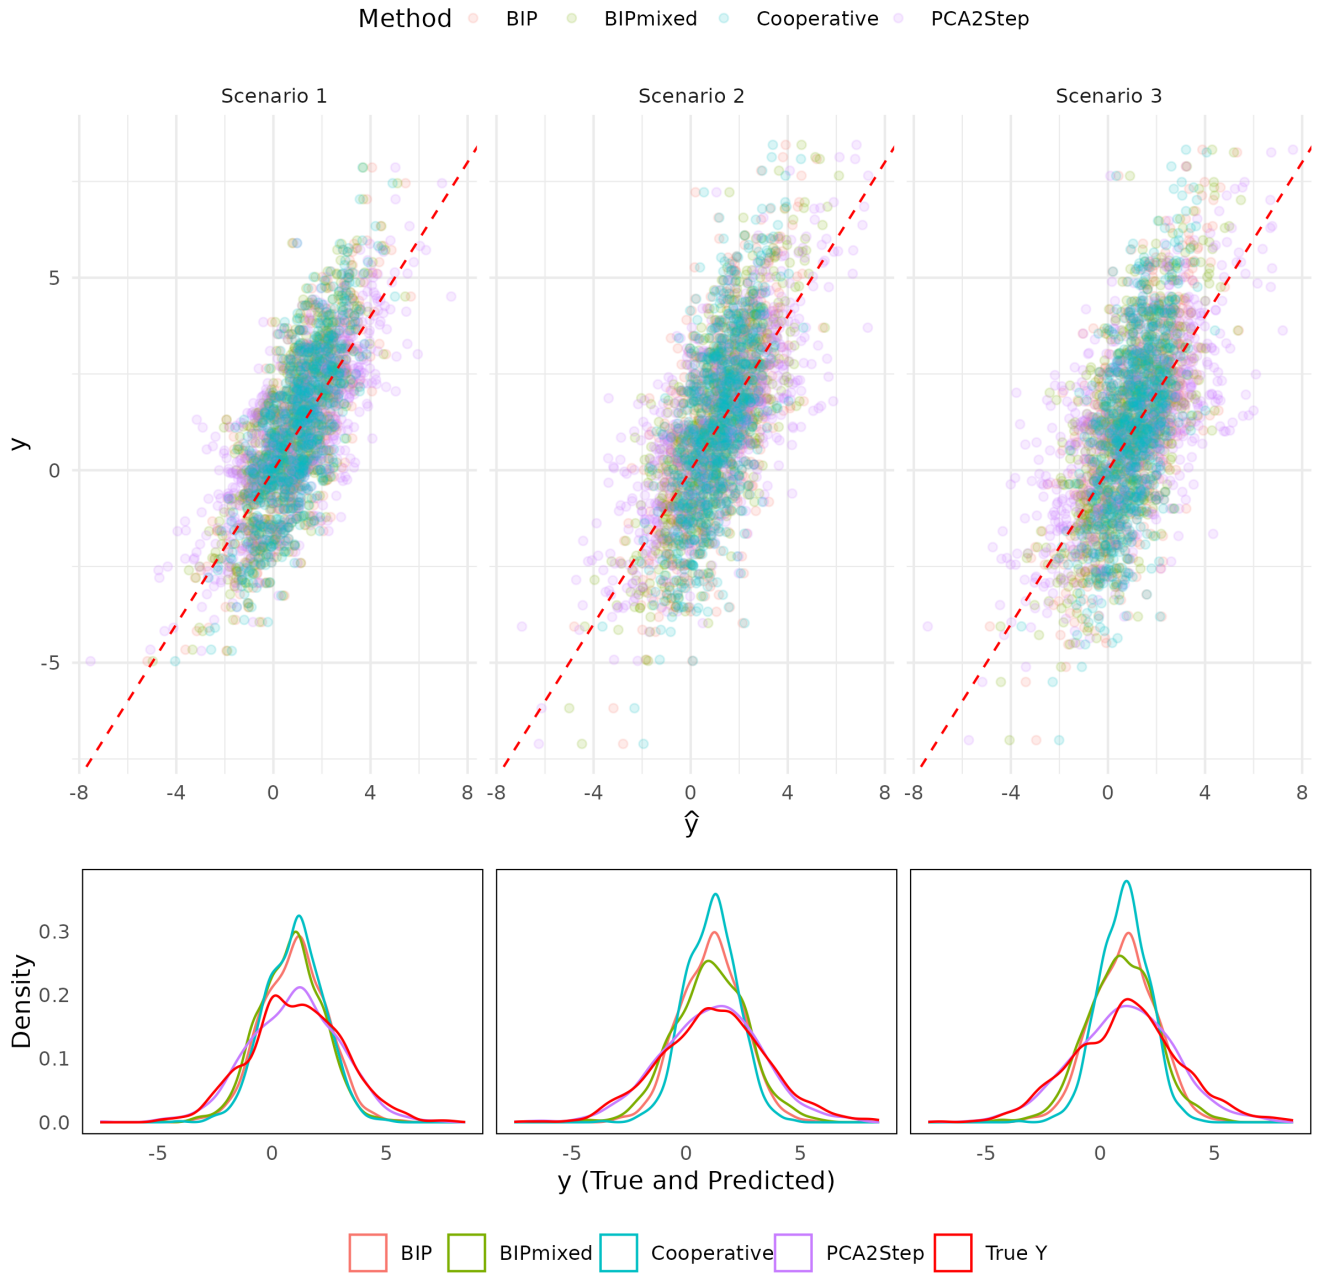 Method BIP BIPmixed Cooperative PCA2Step
Scenario 1 Scenario 2 Scenario 3
y
5
0
-5
-8 -4 0 4 8 -8 -4 0 4 8 -8 -4 0 4 8
ŷ
Density
0.3
0.2
0.1
0.0
-5 0 5 -5 0 5 -5 0 5
y (True and Predicted)
BIP BIPmixed Cooperative PCA2Step True Y